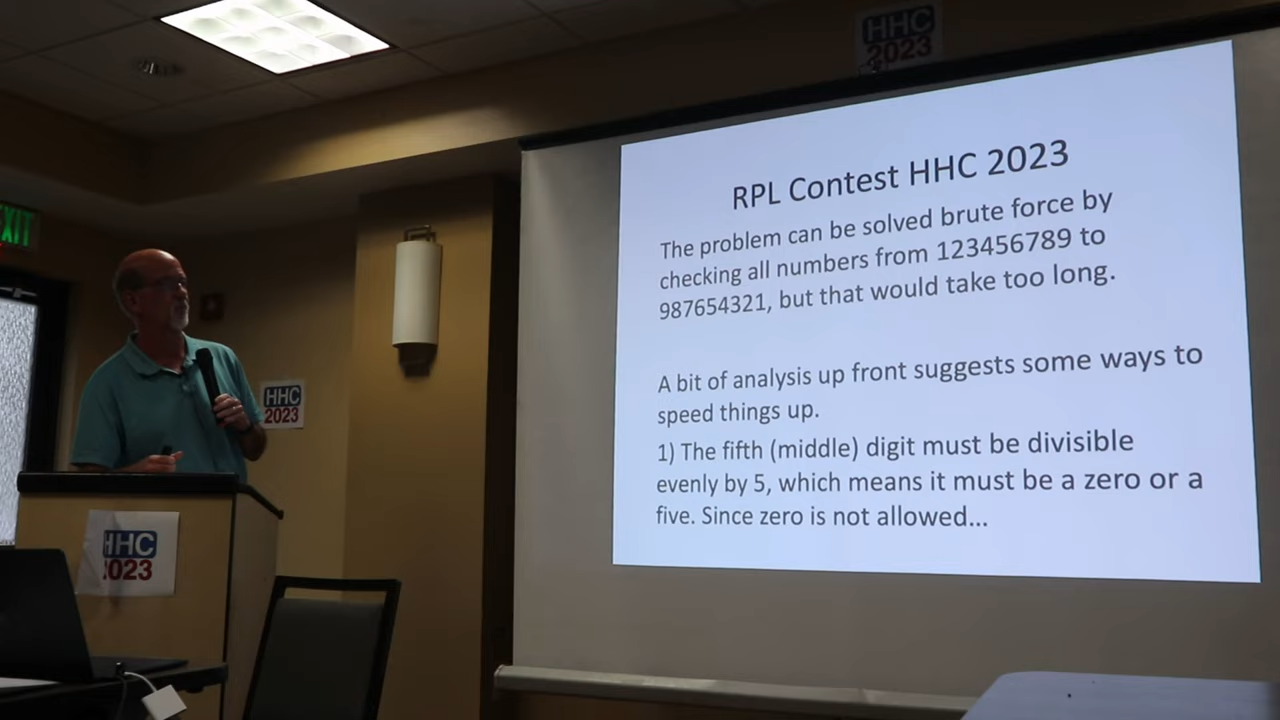 HHC
2023
RPL Contest HHC 2023
The problem can be solved brute force by
checking all numbers from 123456789 to
987654321, but that would take too long.
A bit of analysis up front suggests some ways to
speed things up.
1) The fifth (middle) digit must be divisible
evenly by 5, which means it must be a zero or a
five. Since zero is not allowed...
EXIT
HHC
2023
HHC
2023